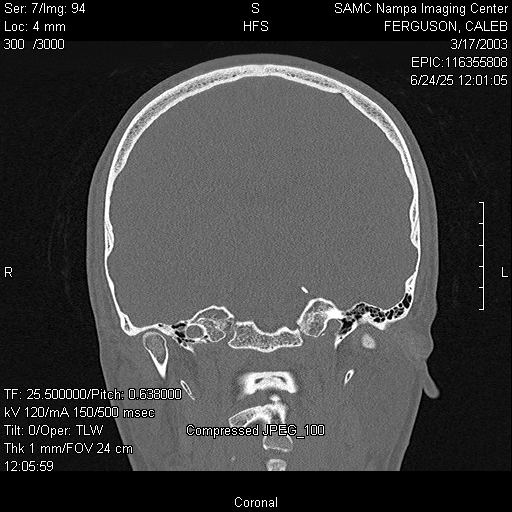 Ser: 7/Img: 94
S
SAMC Nampa Imaging Center
Loc: 4 mm
HFS
FERGUSON, CALEB
300 /3000
3/17/2003
EPIC:116355808
6/24/25 12:01:05
R
L
TF: 25.500000/Pitch: 0.638000
kV 120/mA 150/500 msec
Tilt: 0/Oper: TLW
Compressed JPEG_100
Thk 1 mm/FOV 24 cm
12:05:59
Coronal